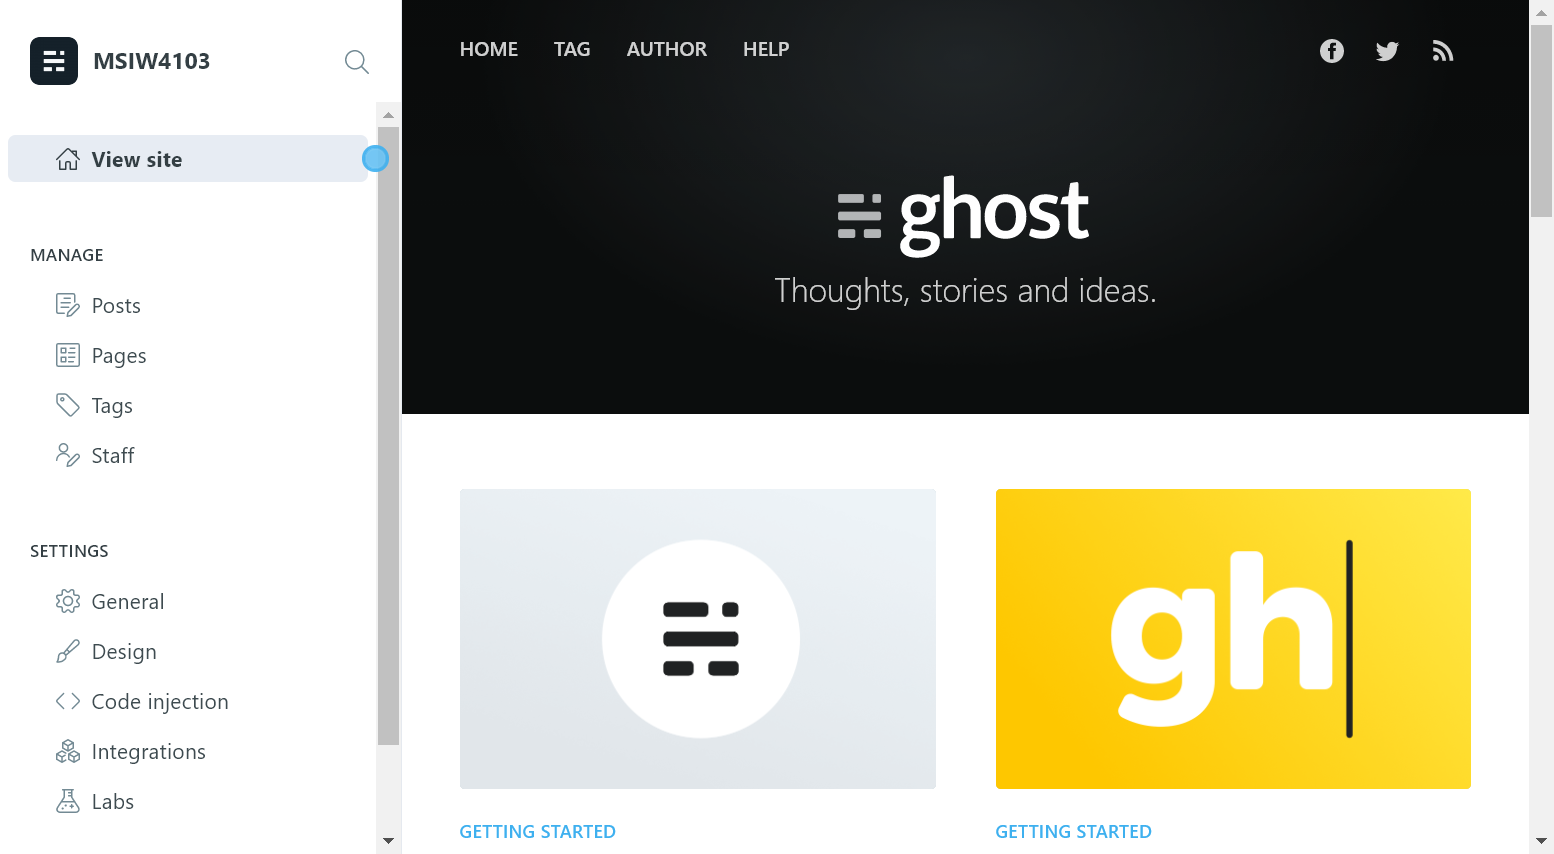 MSIW4103
View site
MANAGE
Posts
Pages
Tags
Staff
SETTINGS
General
Design
Code injection
Integrations
Labs
HOME TAG AUTHOR HELP
ghost
Thoughts, stories and ideas.
gh
GETTING STARTED
GETTING STARTED